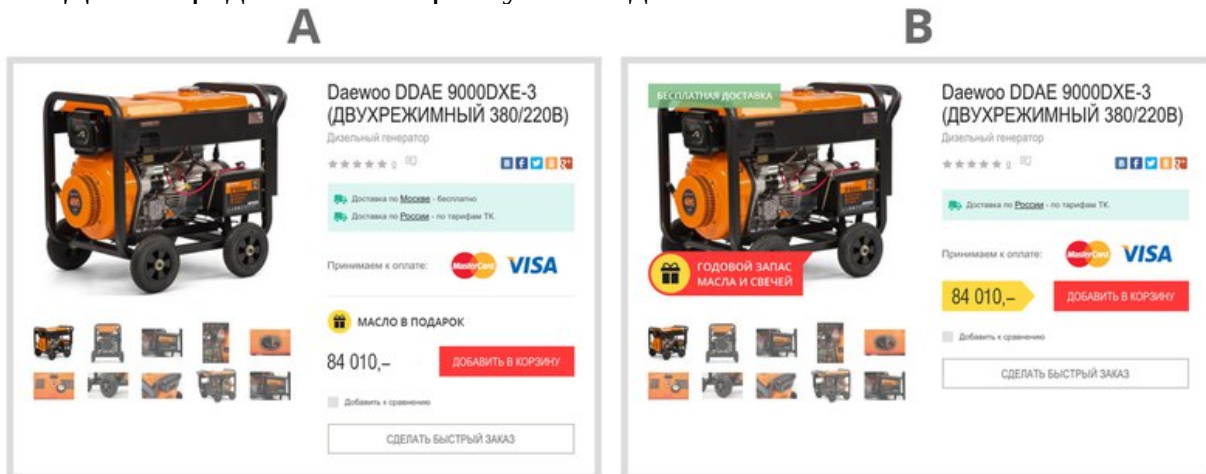 A
Daewoo DDAE 9000DXE-3
(ДВУХРЕЖИМНЫЙ 380/220В)
Дизельный генератор
0
Доставка по Москве - бесплатно
Доставка по России - по тарифам ТК.
Принимаем к оплате:
MasterCard VISA
МАСЛО В ПОДАРОК
84 010,–
ДОБАВИТЬ В КОРЗИНУ
Добавить к сравнению
СДЕЛАТЬ БЫСТРЫЙ ЗАКАЗ
B
БЕСПЛАТНАЯ ДОСТАВКА
ГОДОВОЙ ЗАПАС
МАСЛА И СВЕЧЕЙ
Daewoo DDAE 9000DXE-3
(ДВУХРЕЖИМНЫЙ 380/220В)
Дизельный генератор
0
Доставка по России - по тарифам ТК.
Принимаем к оплате:
MasterCard VISA
84 010,–
ДОБАВИТЬ В КОРЗИНУ
Добавить к сравнению
СДЕЛАТЬ БЫСТРЫЙ ЗАКАЗ